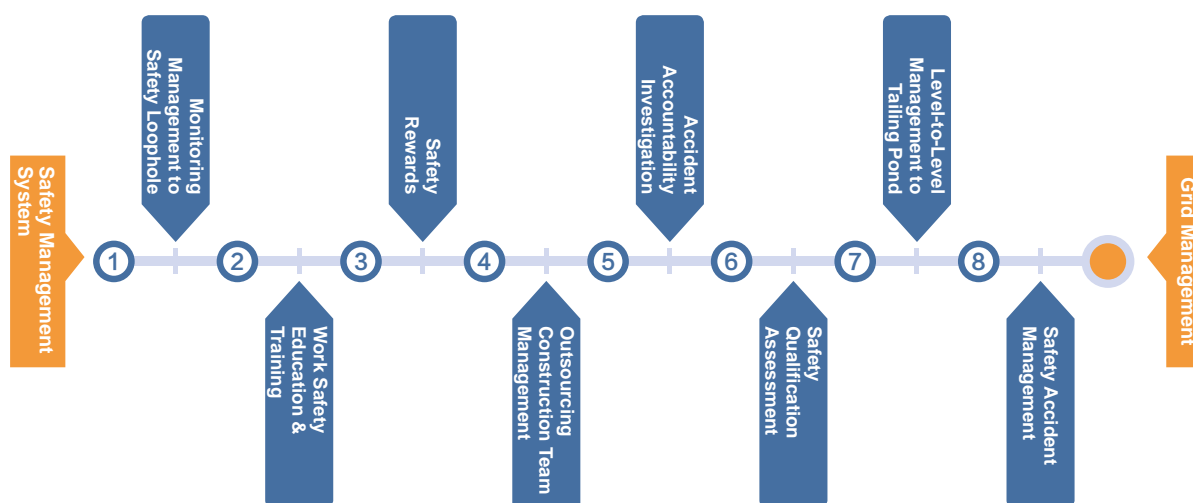 Safety Management
System
1
Monitoring
Management to
Safety Loophole
2
Work Safety
Education &
Training
3
Safety
Rewards
4
Outsourcing
Construction Team
Management
5
Accident
Accountability
Investigation
6
Safety
Qualification
Assessment
7
Level-to-Level
Management to
Tailing Pond
8
Safety Accident
Management
Grid Management